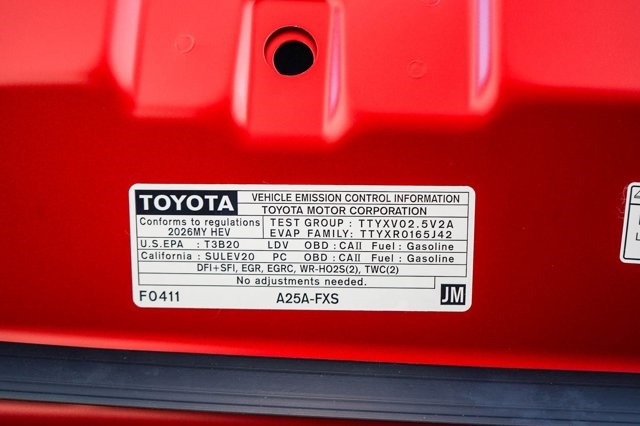 TOYOTA
VEHICLE EMISSION CONTROL INFORMATION
TOYOTA MOTOR CORPORATION
Conforms to regulations
2026MY HEV
TEST GROUP : TTYXV02.5V2A
EVAP FAMILY: TTYXR0165J42
U.S.EPA : T3B20 LDV OBD : CAII Fuel : Gasoline
California : SULEV20 PC OBD : CAII Fuel : Gasoline
DFI+SFI, EGR, EGRC, WR-HO2S(2), TWC(2)
No adjustments needed.
F0411 A25A-FXS JM